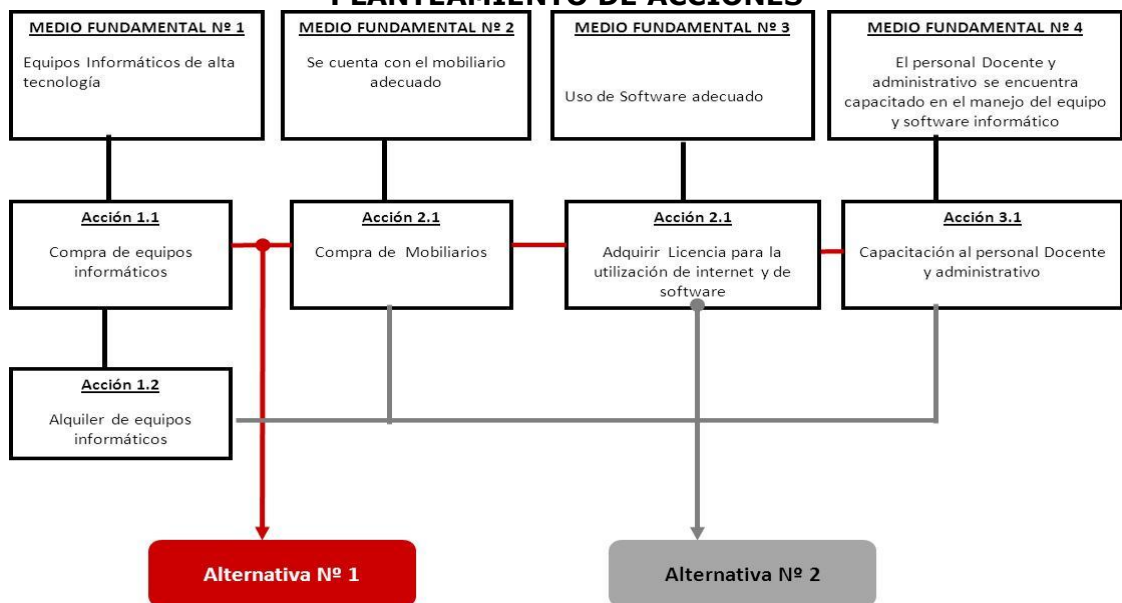 PLANTEAMIENTO DE ACCIONES
MEDIO FUNDAMENTAL Nº 1
Equipos Informáticos de alta
tecnología
MEDIO FUNDAMENTAL Nº 2
Se cuenta con el mobiliario
adecuado
MEDIO FUNDAMENTAL Nº 3
Uso de Software adecuado
MEDIO FUNDAMENTAL Nº 4
El personal Docente y
administrativo se encuentra
capacitado en el manejo del equipo
y software informático
Acción 1.1
Compra de equipos
informáticos
Acción 2.1
Compra de Mobiliarios
Acción 2.1
Adquirir Licencia para la
utilización de internet y de
software
Acción 3.1
Capacitación al personal Docente
y administrativo
Acción 1.2
Alquiler de equipos
informáticos
Alternativa Nº 1
Alternativa Nº 2